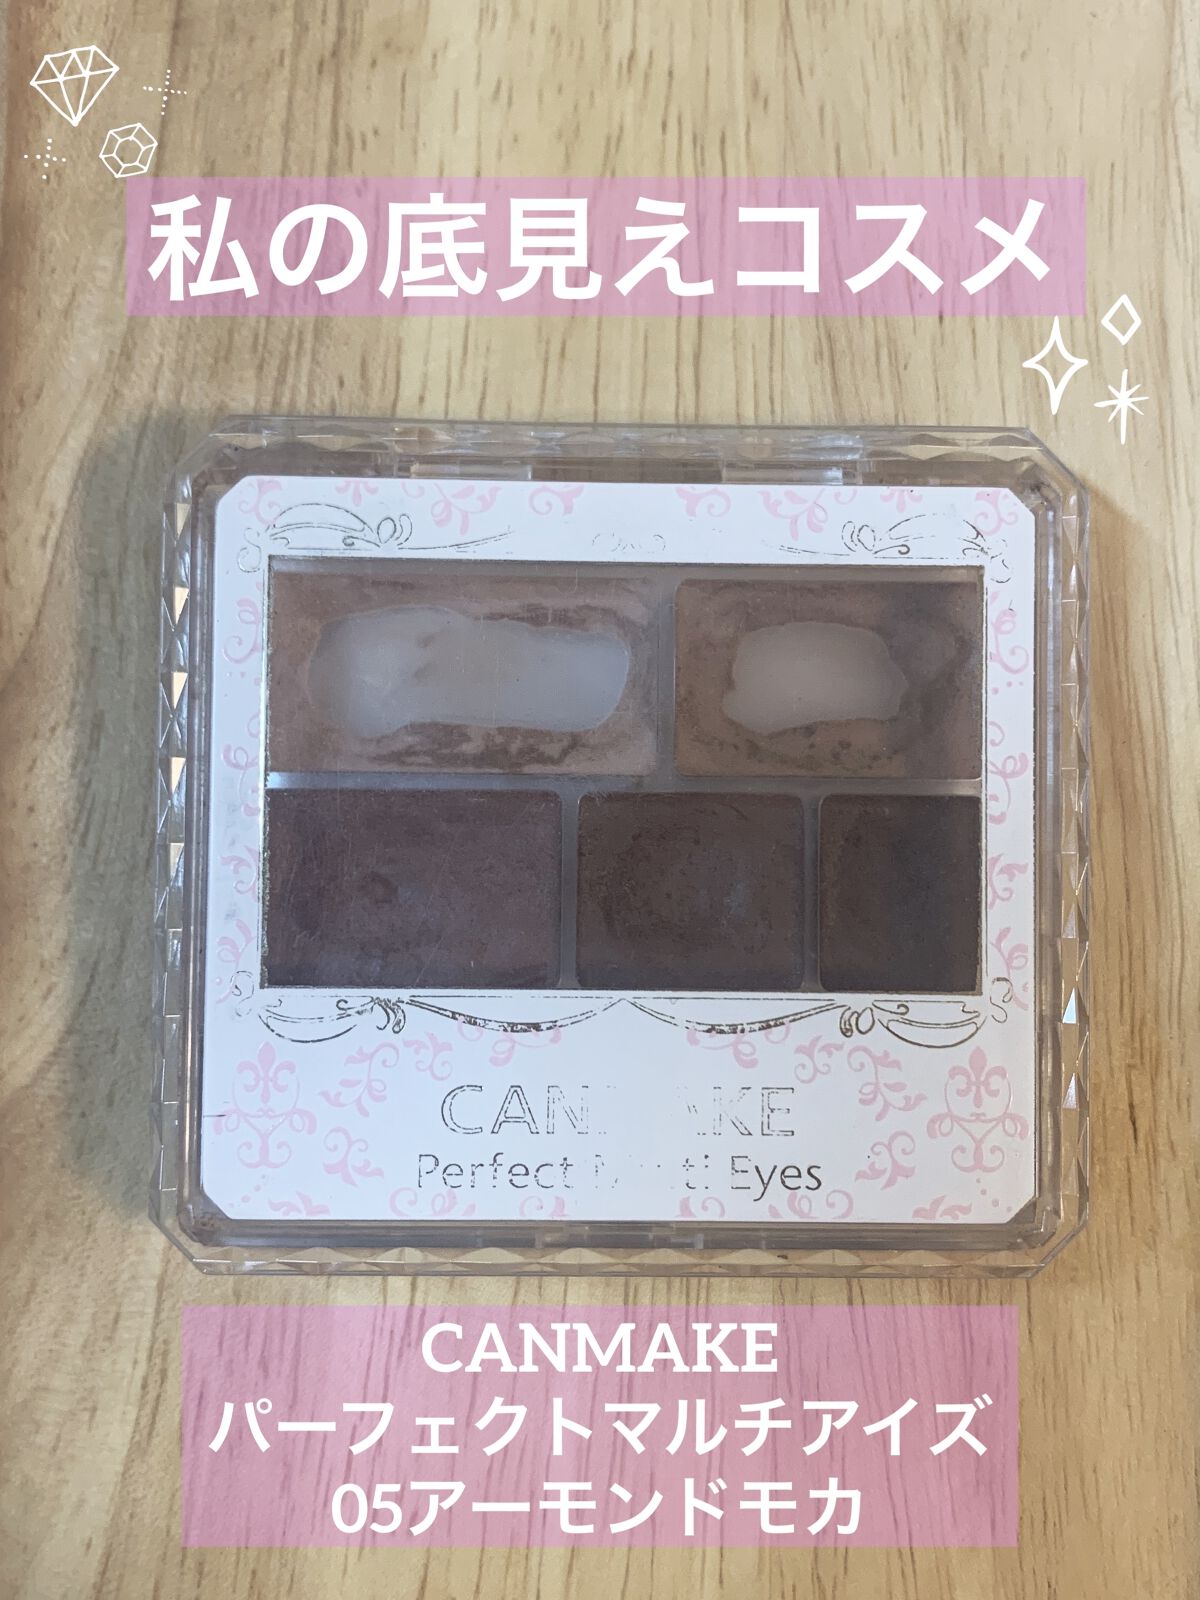 私の底見えコスメ
CANMAKE
Perfect Eyes
CANMAKE
パーフェクトマルチアイズ
05アーモンドモカ